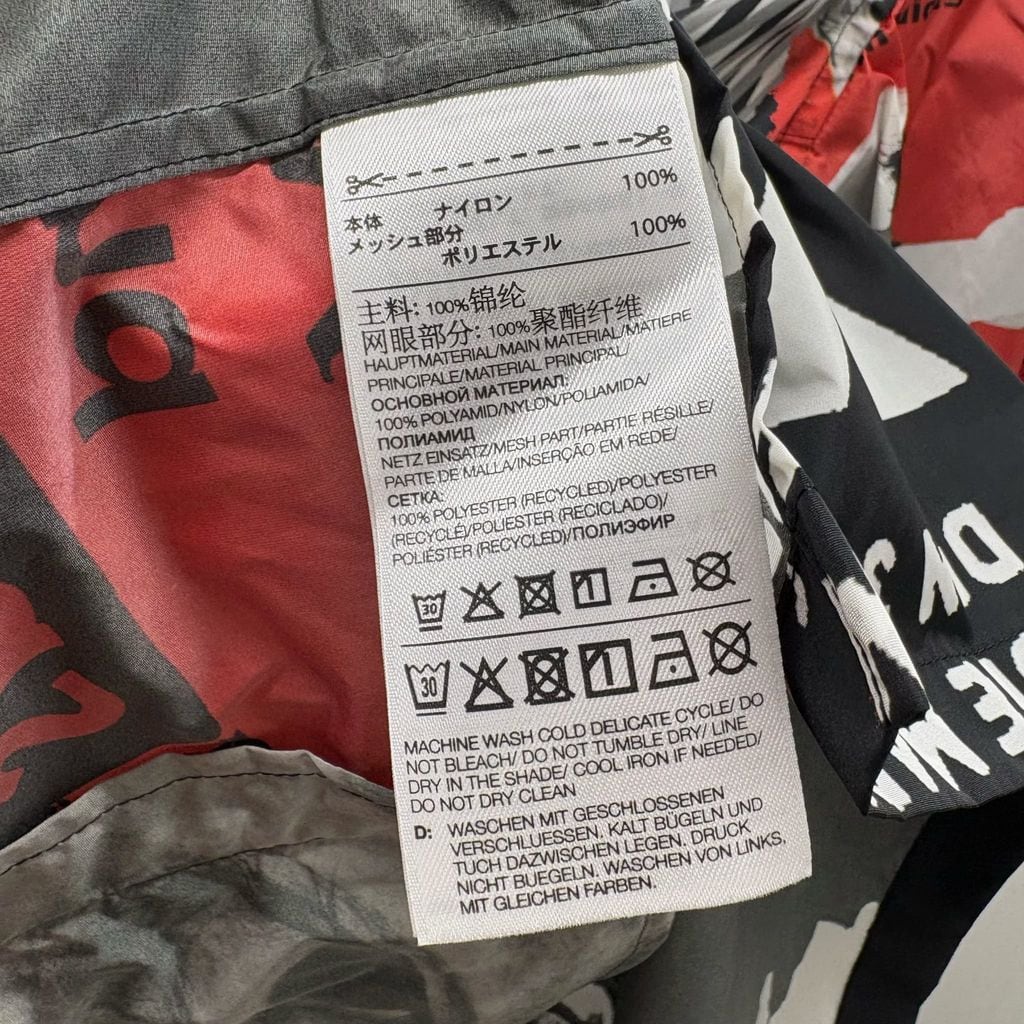 100%
本体 ナイロン
メッシュ部分 100%
ポリエステル
主料: 100%锦纶
网眼部分: 100%聚酯纤维
HAUPTMATERIAL/MAIN MATERIAL/MATIERE
PRINCIPALE/MATERIAL PRINCIPAL/
ОСНОВНОЙ МАТЕРИАЛ:
100% POLYAMID/NYLON/POLIAMIDA/
ПОЛИАМИД
NETZ EINSATZ/MESH PART/PARTIE RÉSILLE/
PARTE DE MALLA/INSERÇÃO EM REDE/
СЕТКА:
100% POLYESTER (RECYCLED)/POLYESTER
(RECYCLÉ)/POLIESTER (RECICLADO)/
POLIÉSTER (RECYCLED)/ПОЛИЭФИР
30
30
MACHINE WASH COLD DELICATE CYCLE/ DO
NOT BLEACH/ DO NOT TUMBLE DRY/ LINE
DRY IN THE SHADE/ COOL IRON IF NEEDED/
DO NOT DRY CLEAN
D: WASCHEN MIT GESCHLOSSENEN
VERSCHLUESSEN. KALT BÜGELN UND
TUCH DAZWISCHEN LEGEN. DRUCK
NICHT BUEGELN. WASCHEN VON LINKS,
MIT GLEICHEN FARBEN.